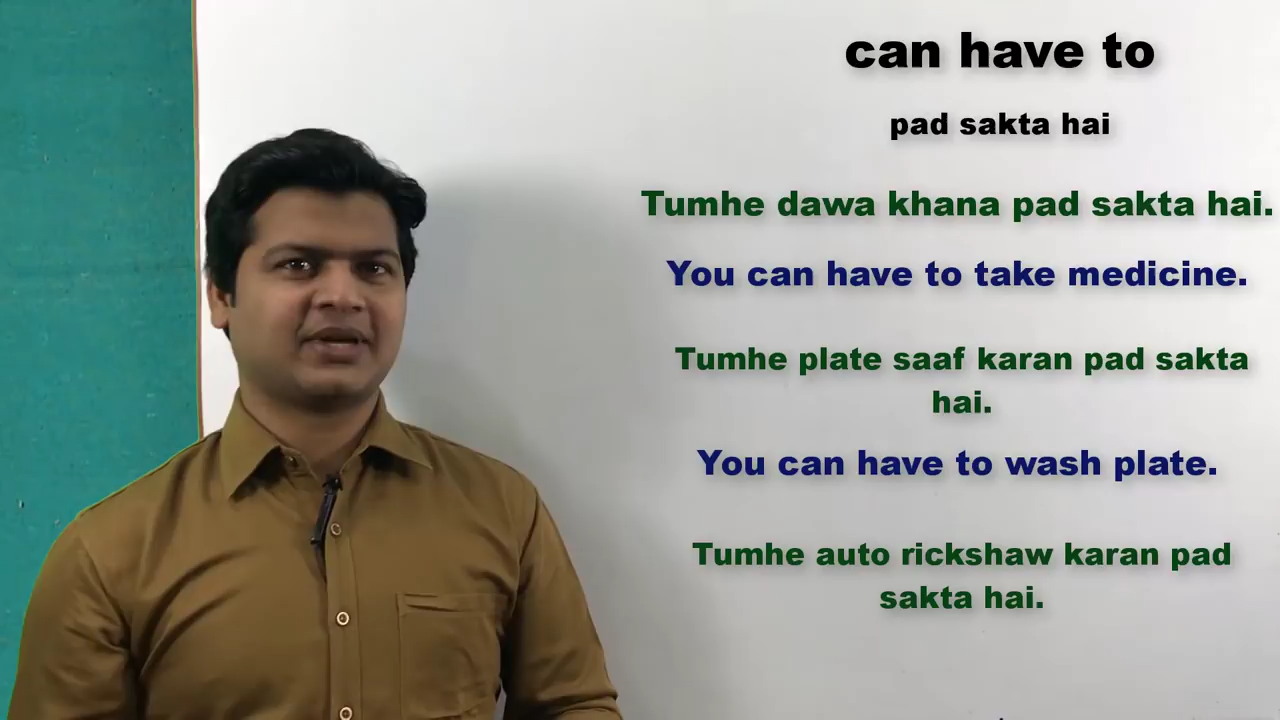 can have to
pad sakta hai
Tumhe dawa khana pad sakta hai.
You can have to take medicine.
Tumhe plate saaf karan pad sakta
hai.
You can have to wash plate.
Tumhe auto rickshaw karan pad
sakta hai.